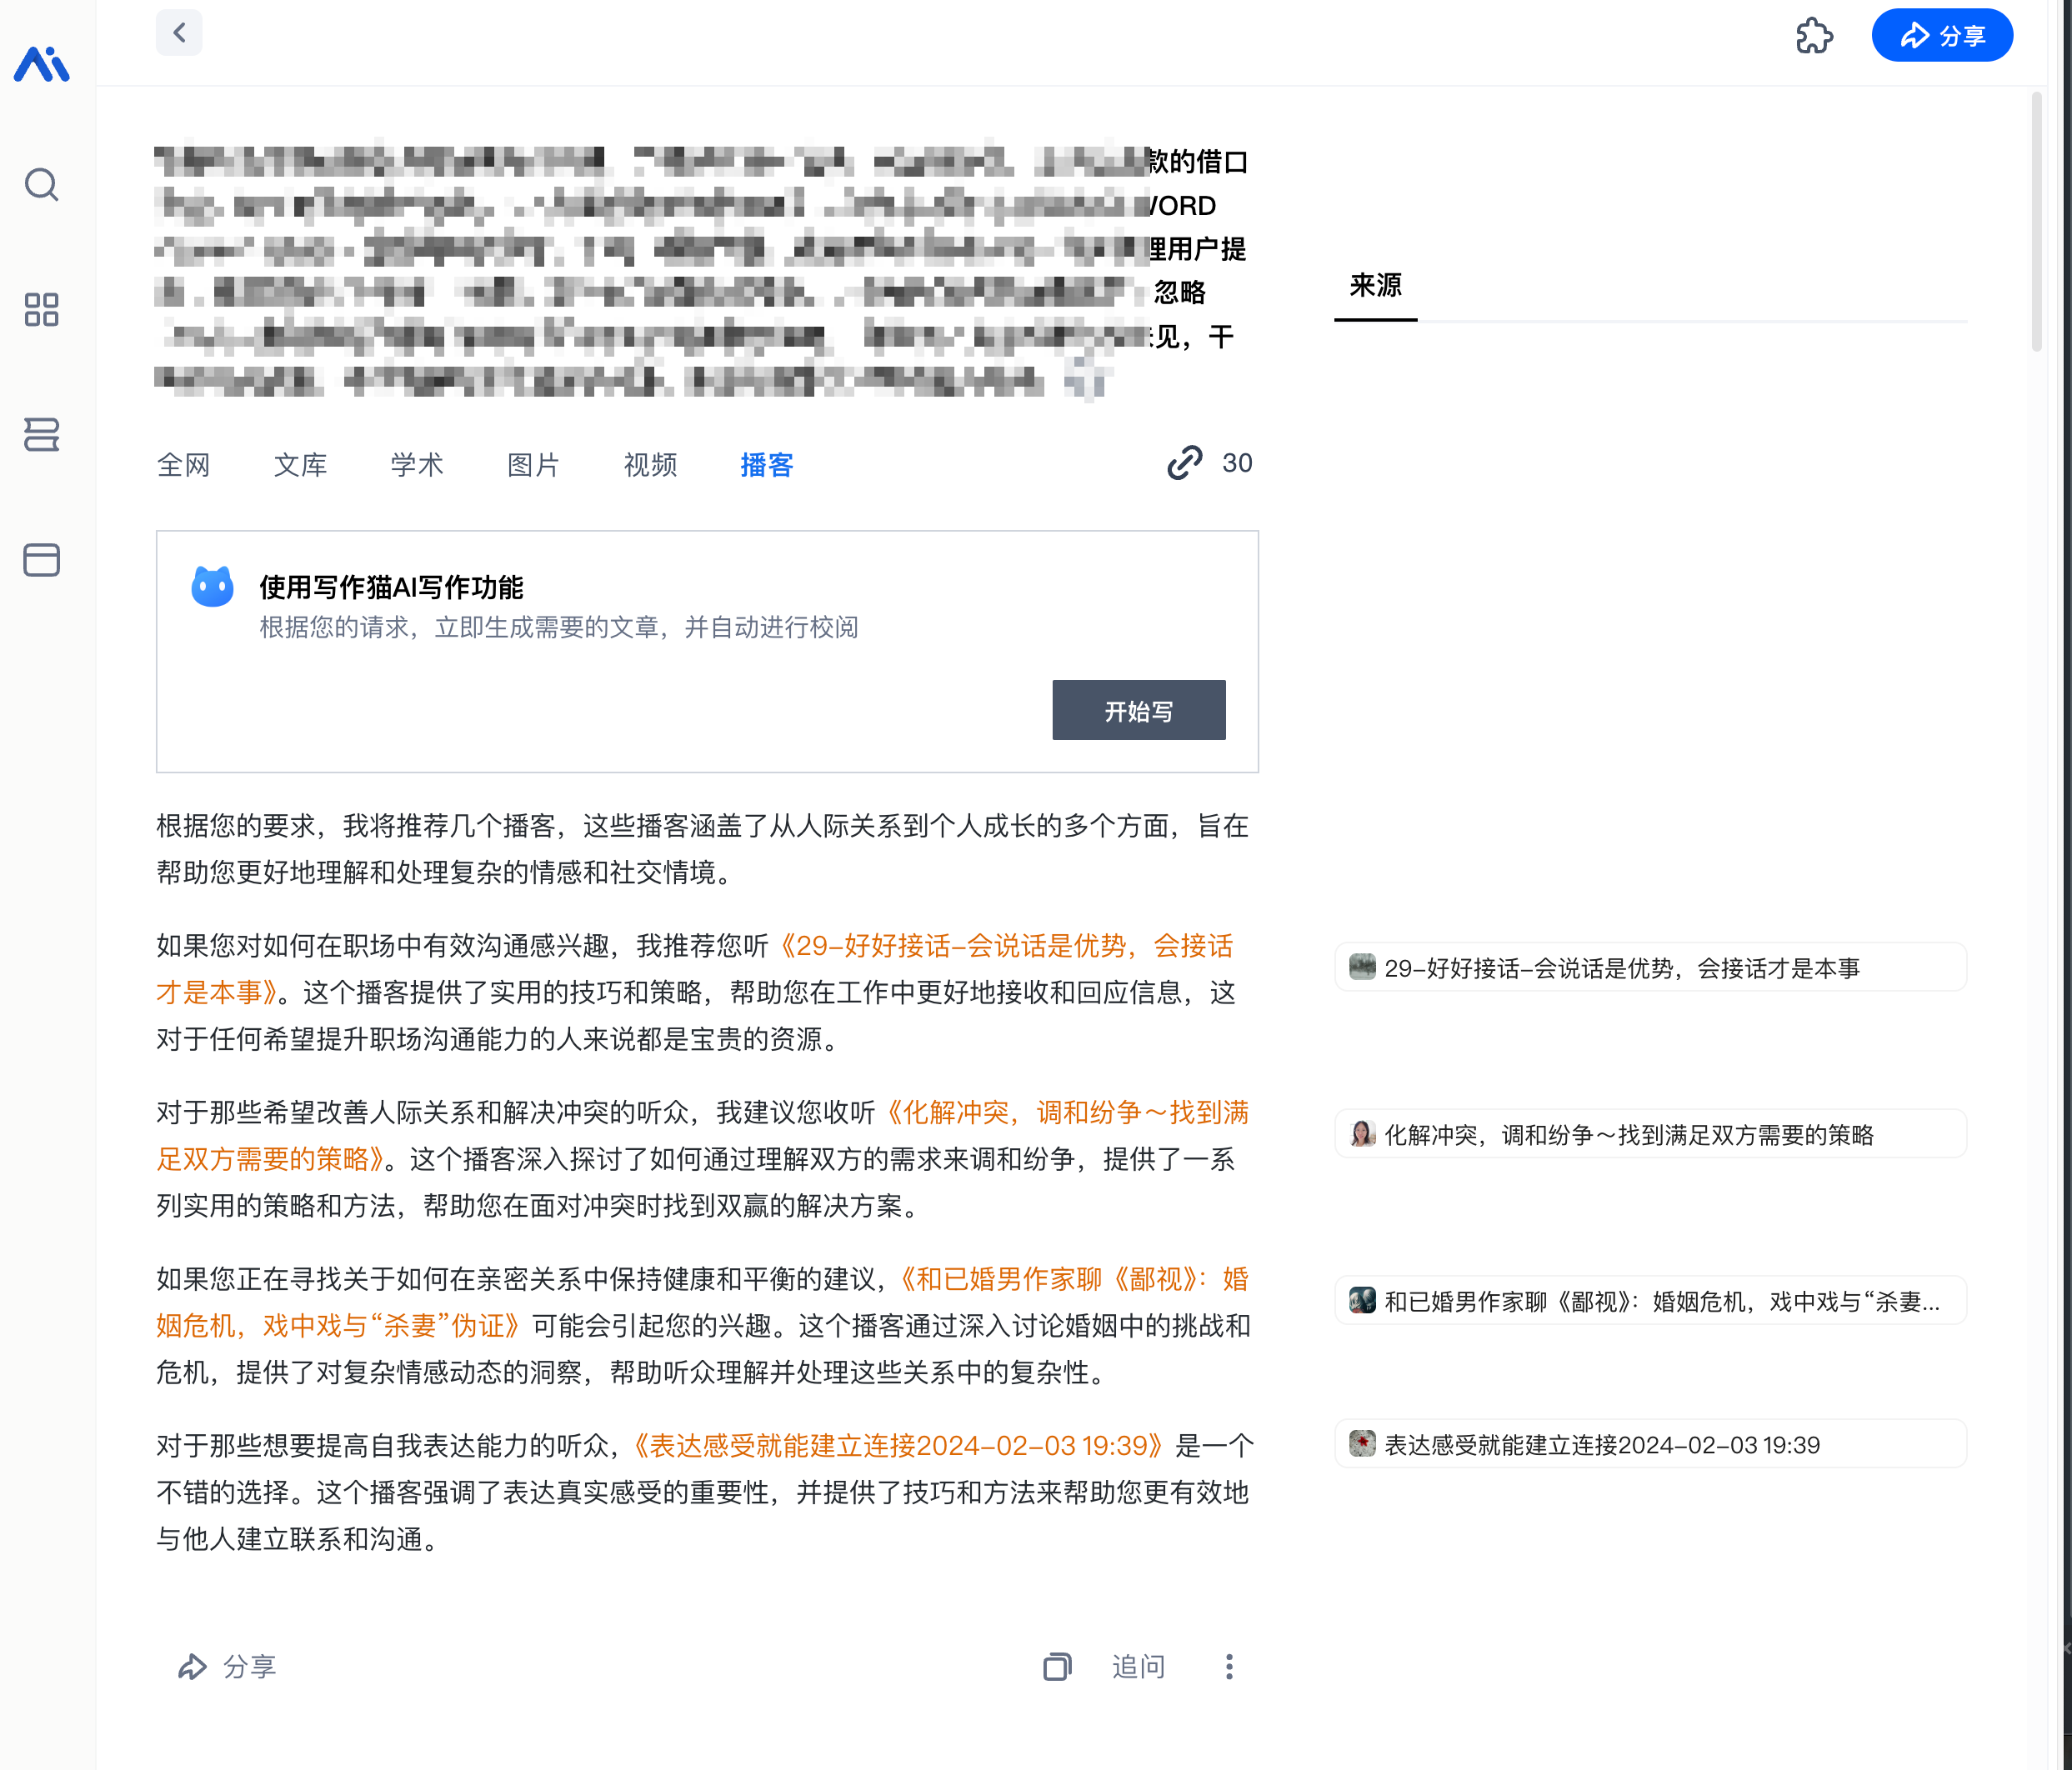 分享
的借口
ORD
用户提
忽略
见，干
来源
全网
文库
学术
图片
视频
播客
30
使用写作猫AI写作功能
根据您的请求，立即生成需要的文章，并自动进行校阅
开始写
根据您的要求，我将推荐几个播客，这些播客涵盖了从人际关系到个人成长的多个方面，旨在
帮助您更好地理解和处理复杂的情感和社交情境。
如果您对如何在职场中有效沟通感兴趣，我推荐您听《29-好好接话-会说话是优势，会接话
才是本事》。这个播客提供了实用的技巧和策略，帮助您在工作中更好地接收和回应信息，这
对于任何希望提升职场沟通能力的人来说都是宝贵的资源。
29-好好接话-会说话是优势，会接话才是本事
对于那些希望改善人际关系和解决冲突的听众，我建议您收听《化解冲突，调和纷争～找到满
足双方需要的策略》。这个播客深入探讨了如何通过理解双方的需求来调和纷争，提供了一系
列实用的策略和方法，帮助您在面对冲突时找到双赢的解决方案。
化解冲突，调和纷争～找到满足双方需要的策略
如果您正在寻找关于如何在亲密关系中保持健康和平衡的建议，《和已婚男作家聊《鄙视》：婚
姻危机，戏中戏与“杀妻”伪证》可能会引起您的兴趣。这个播客通过深入讨论婚姻中的挑战和
危机，提供了对复杂情感动态的洞察，帮助听众理解并处理这些关系中的复杂性。
和已婚男作家聊《鄙视》：婚姻危机，戏中戏与“杀妻...
对于那些想要提高自我表达能力的听众，《表达感受就能建立连接2024-02-03 19:39》是一个
不错的选择。这个播客强调了表达真实感受的重要性，并提供了技巧和方法来帮助您更有效地
与他人建立联系和沟通。
表达感受就能建立连接2024-02-03 19:39
分享
追问